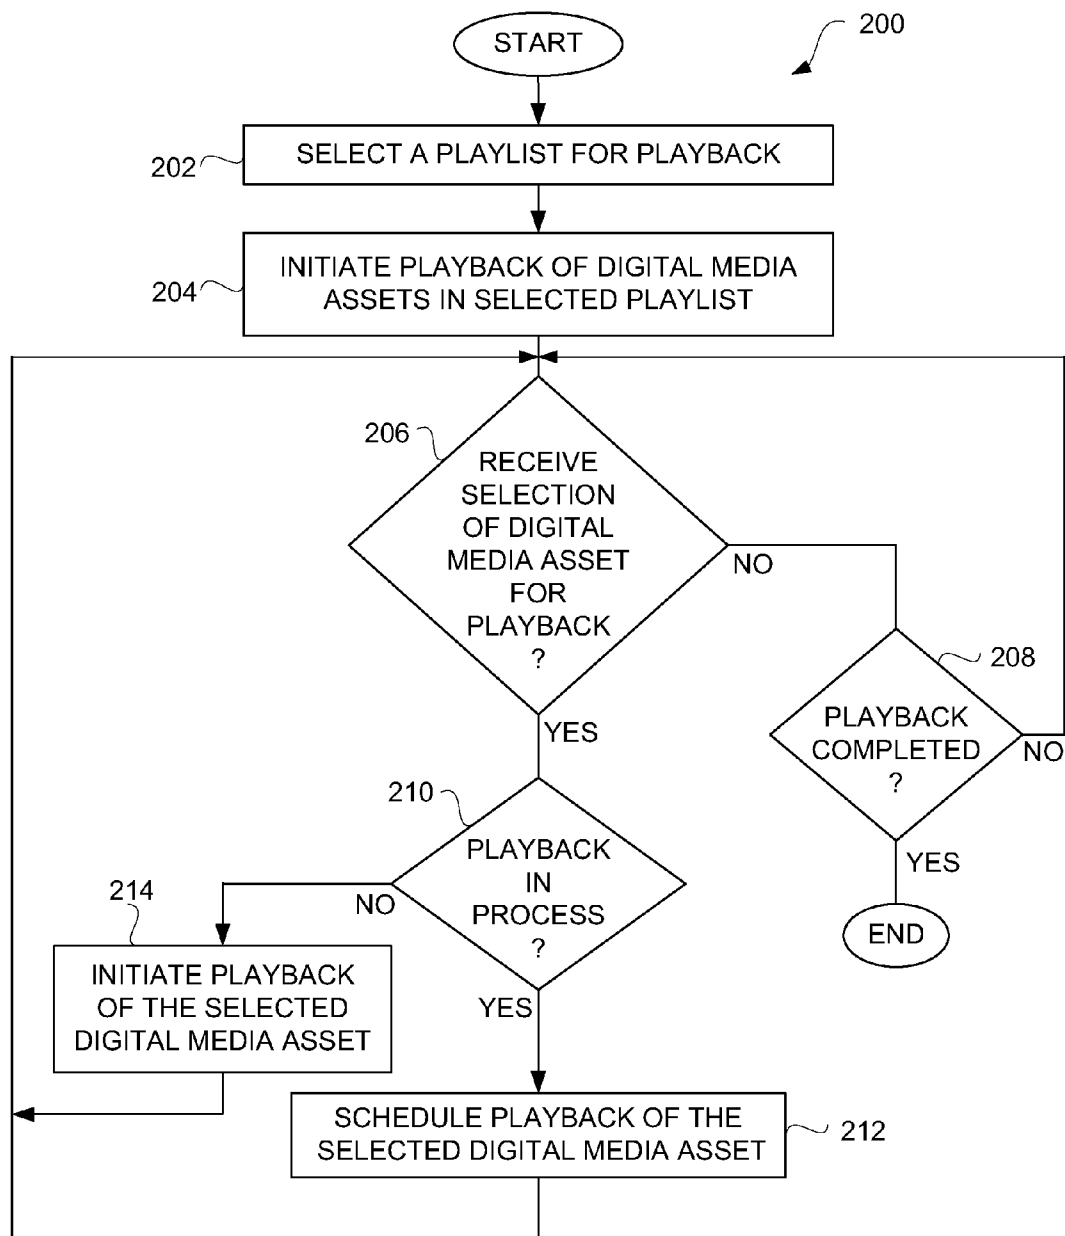 START
200
202
SELECT A PLAYLIST FOR PLAYBACK
204
INITIATE PLAYBACK OF DIGITAL MEDIA
ASSETS IN SELECTED PLAYLIST
206
RECEIVE
SELECTION
OF DIGITAL
MEDIA ASSET
FOR
PLAYBACK
?
NO
YES
208
PLAYBACK
COMPLETED
?
NO
YES
END
210
PLAYBACK
IN
PROCESS
?
NO
YES
214
INITIATE PLAYBACK
OF THE SELECTED
DIGITAL MEDIA ASSET
SCHEDULE PLAYBACK OF THE
SELECTED DIGITAL MEDIA ASSET
212